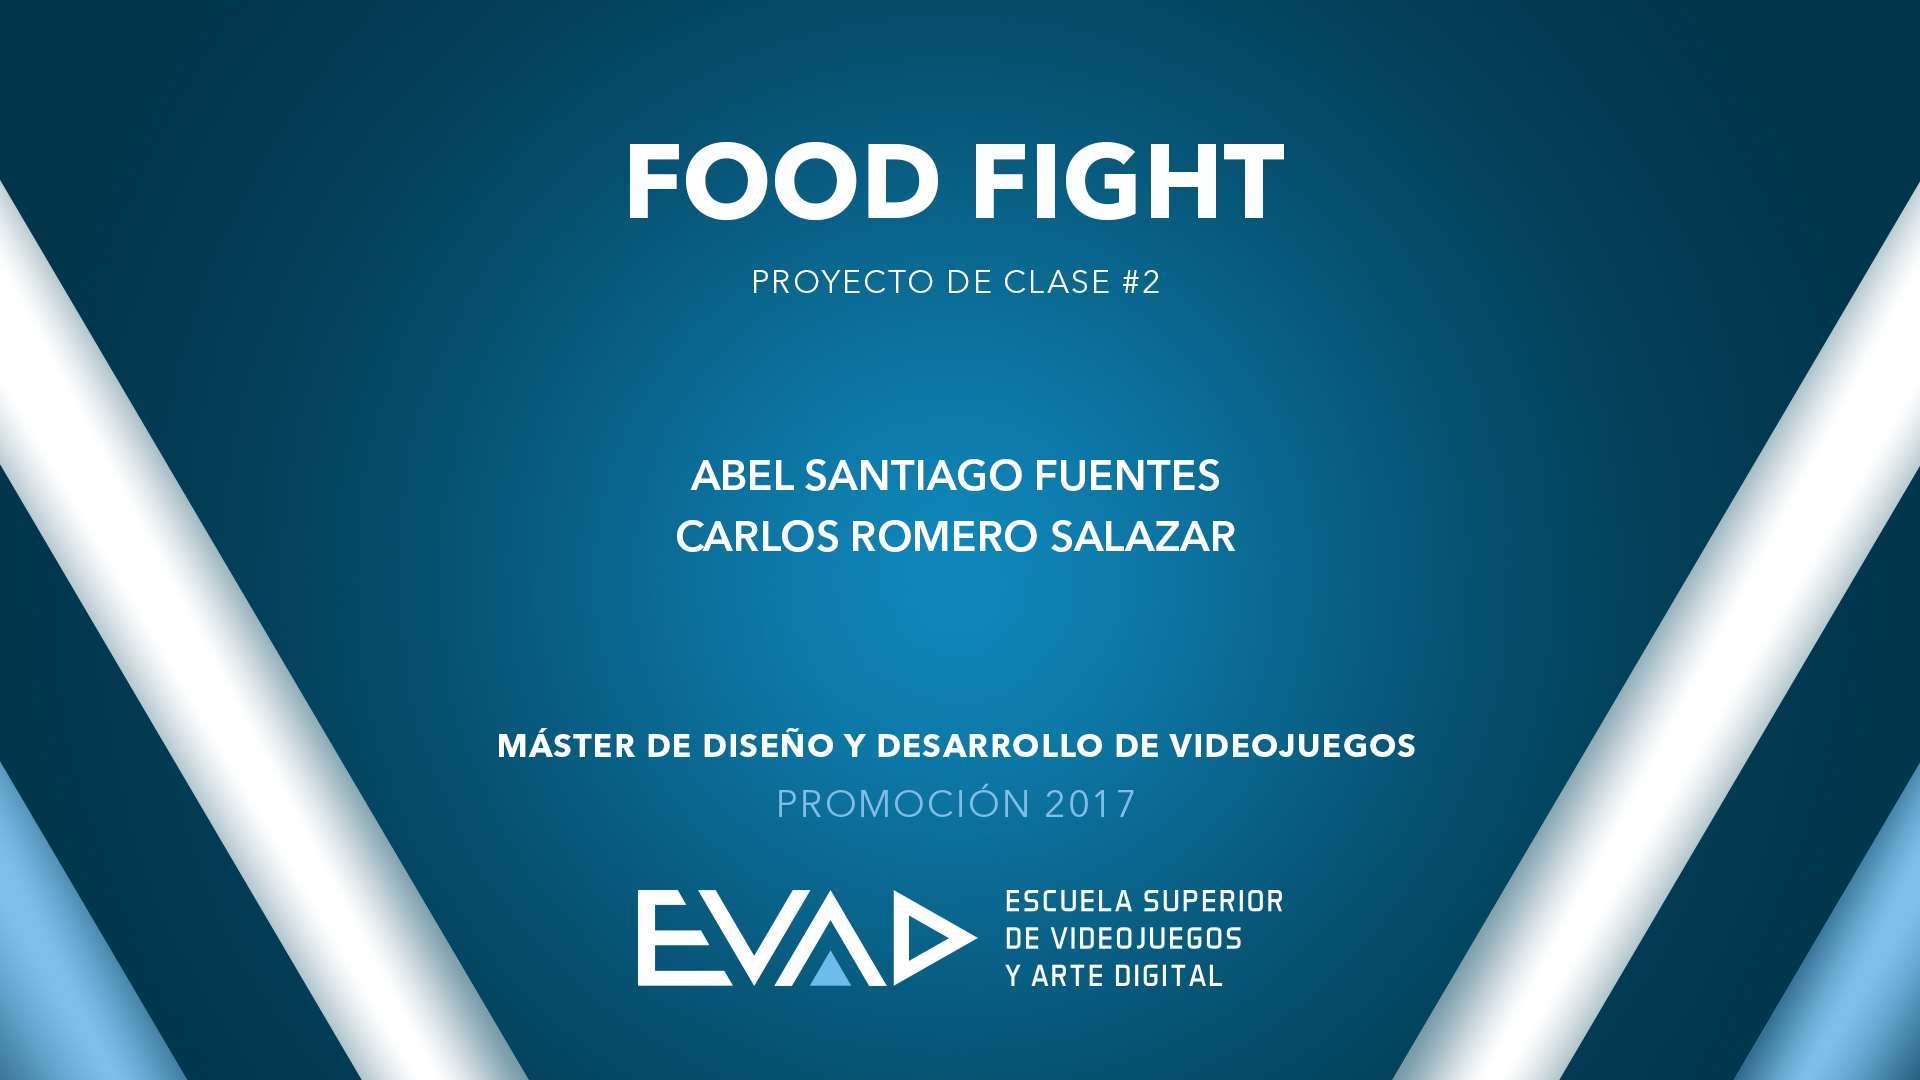 FOOD FIGHT
PROYECTO DE CLASE #2
ABEL SANTIAGO FUENTES
CARLOS ROMERO SALAZAR
MÁSTER DE DISEÑO Y DESARROLLO DE VIDEOJUEGOS
PROMOCIÓN 2017
EVAD
ESCUELA SUPERIOR
DE VIDEOJUEGOS
Y ARTE DIGITAL